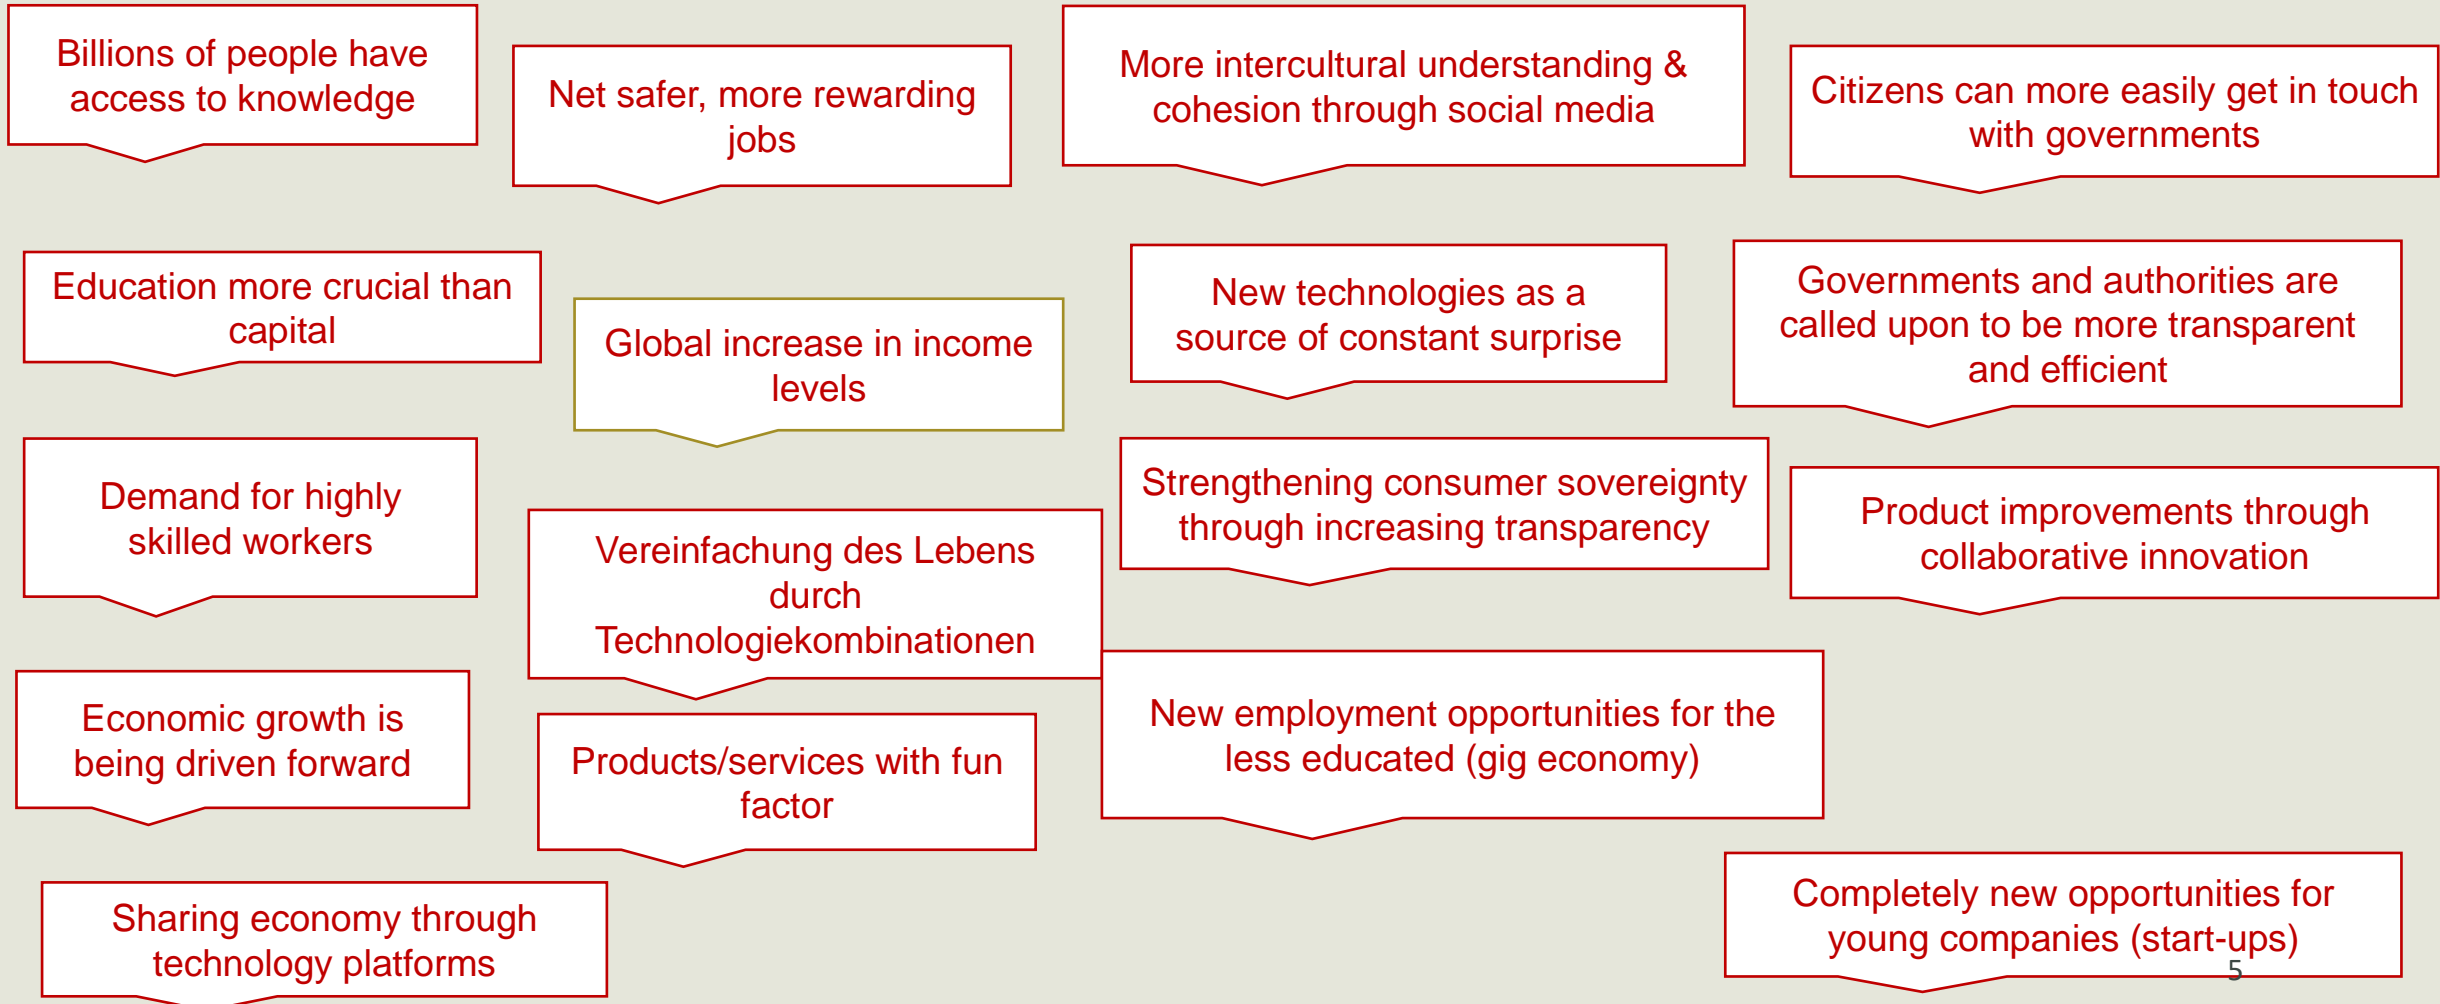 Billions of people have
access to knowledge
Net safer, more rewarding
jobs
More intercultural understanding &
cohesion through social media
Citizens can more easily get in touch
with governments
Education more crucial than
capital
Global increase in income
levels
New technologies as a
source of constant surprise
Governments and authorities are
called upon to be more transparent
and efficient
Demand for highly
skilled workers
Vereinfachung des Lebens
durch
Technologiekombinationen
Strengthening consumer sovereignty
through increasing transparency
Product improvements through
collaborative innovation
Economic growth is
being driven forward
Products/services with fun
factor
New employment opportunities for the
less educated (gig economy)
Sharing economy through
technology platforms
Completely new opportunities for
young companies (start-ups)
5